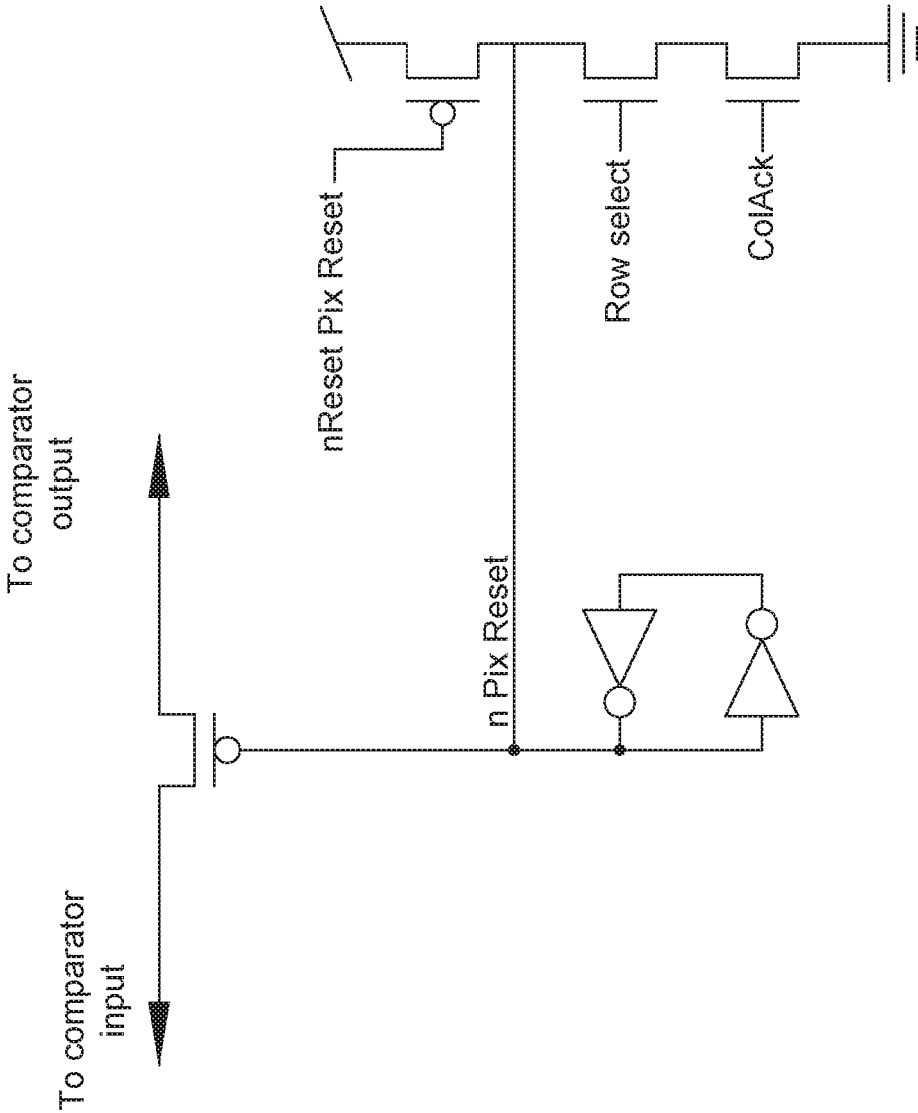 To comparator
output
To comparator
input
nReset Pix Reset
n Pix Reset
Row select
ColAck